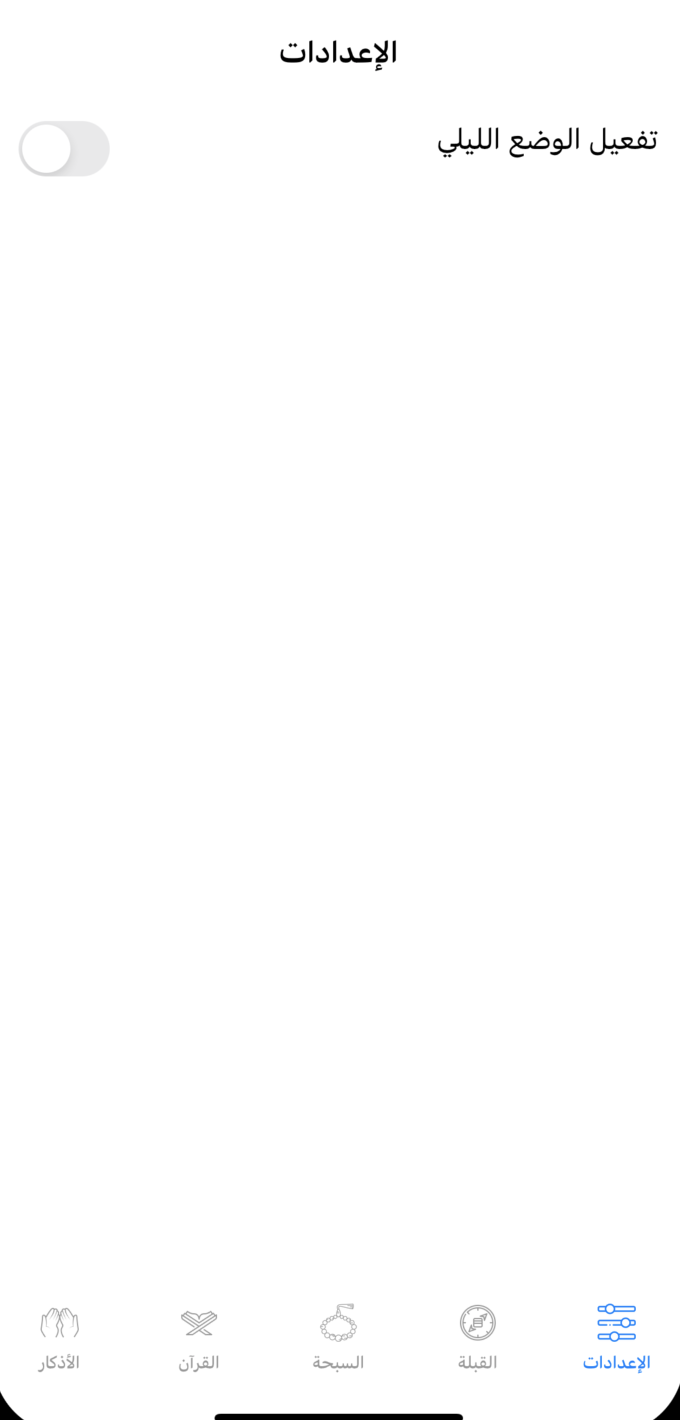 الإعدادات
تفعيل الوضع الليلي
الإعدادات
القبلة
السبحة
القرآن
الأذكار